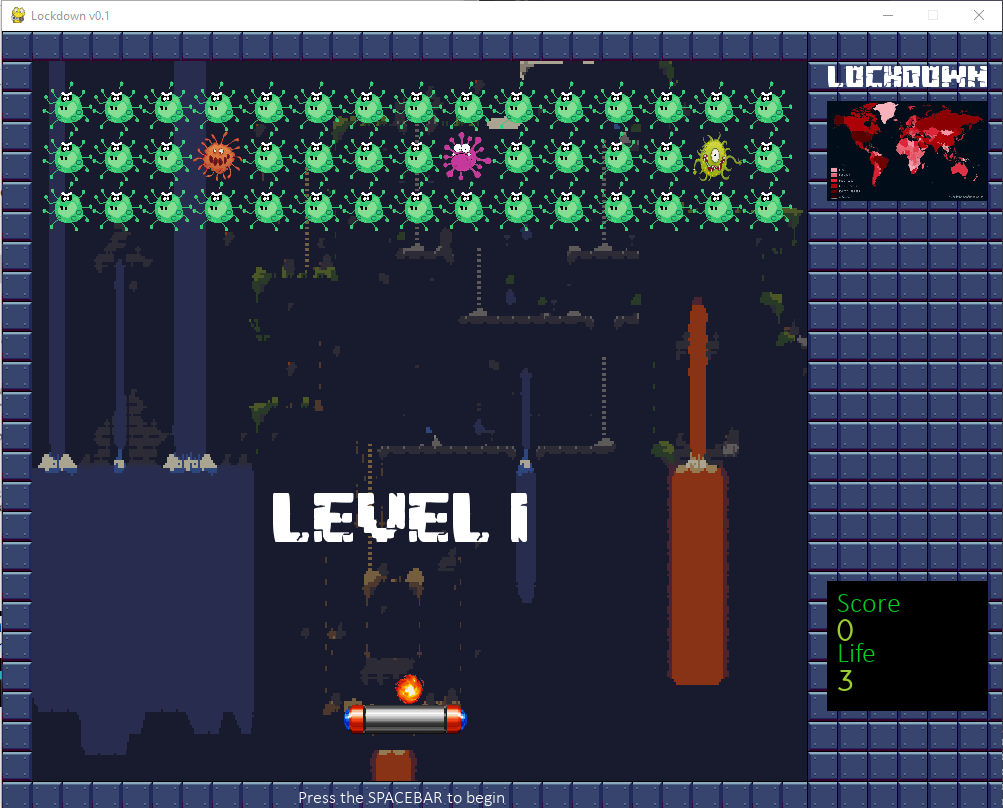 Lockdown v0.1
LOCKDOWN
LEVEL 1
Score
0
Life
3
Press the SPACEBAR to begin